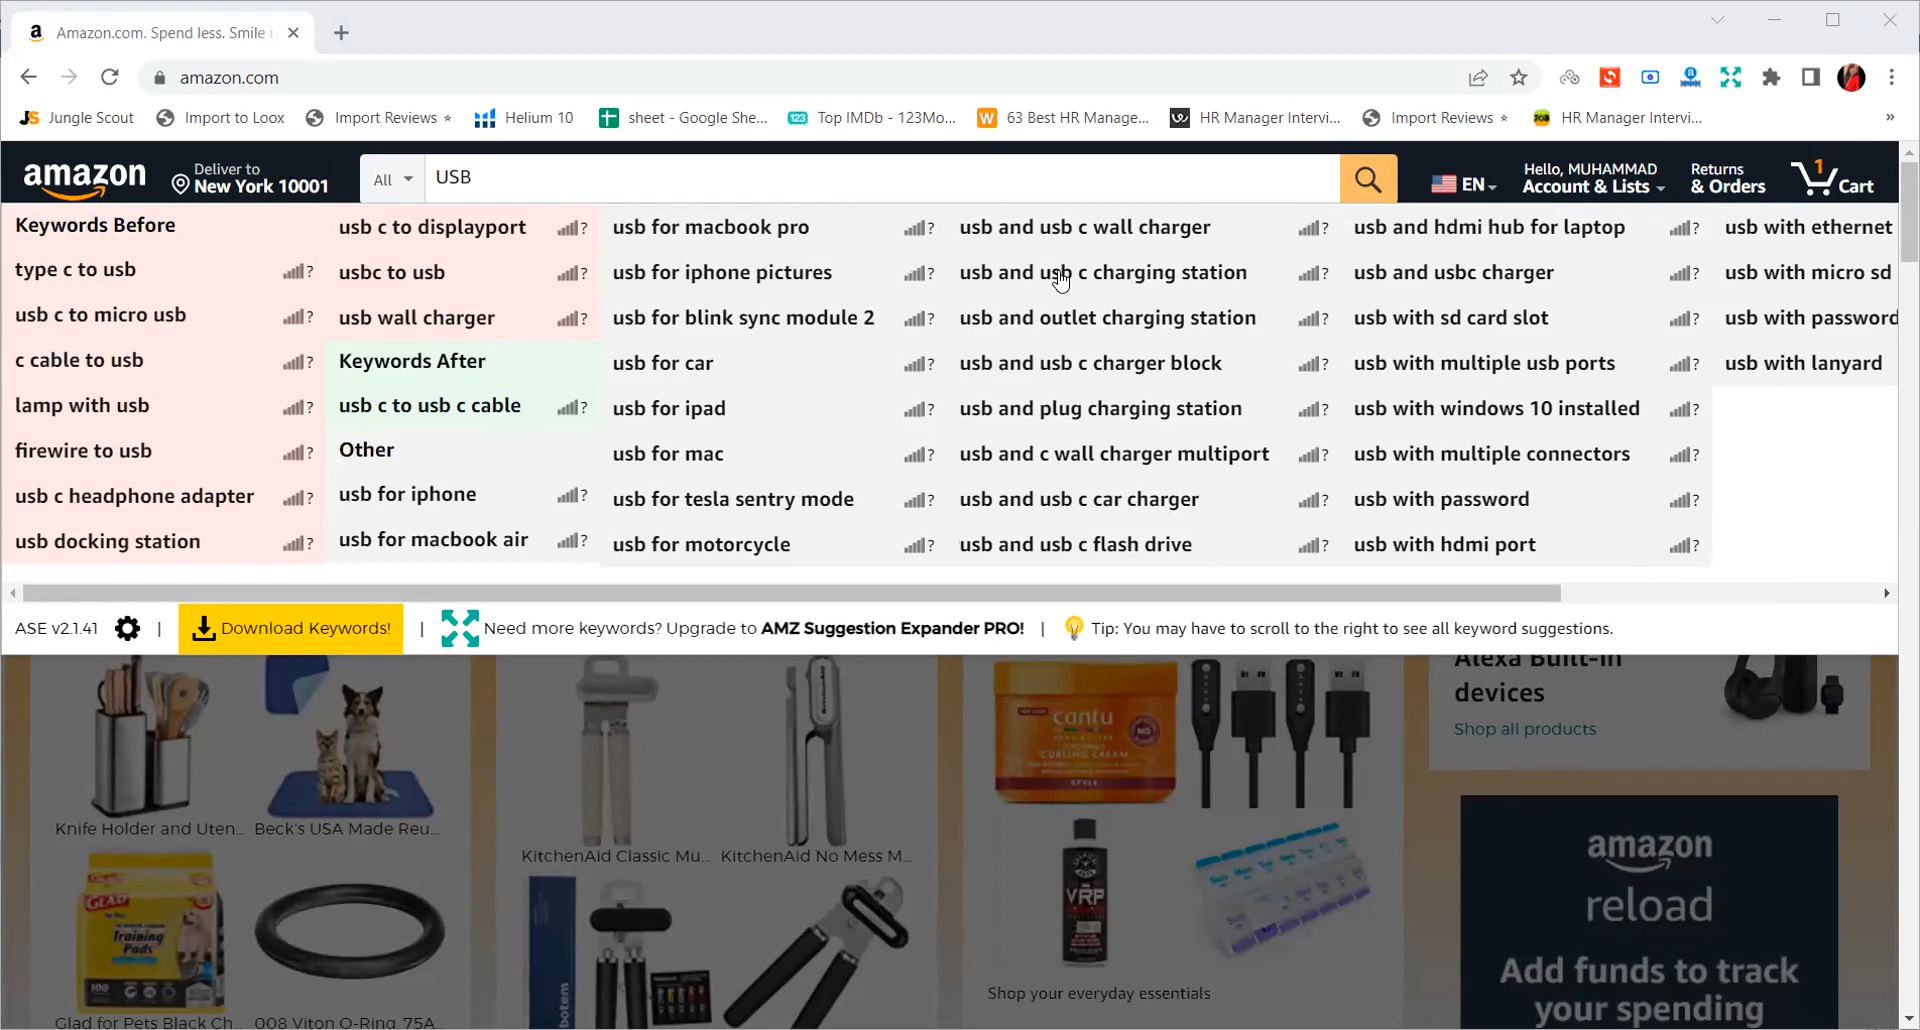 Amazon.com. Spend less. Smile
amazon.com
Jungle Scout
Import to Loox
Import Reviews
Helium 10
sheet - Google She...
Top IMDb - 123Mo...
63 Best HR Manage...
HR Manager Intervi...
Import Reviews
HR Manager Intervi...
amazon
Deliver to
New York 10001
All
USB
EN
Hello, MUHAMMAD
Account & Lists
Returns
& Orders
1
Cart
Keywords Before
type c to usb
usb c to micro usb
c cable to usb
lamp with usb
firewire to usb
usb c headphone adapter
usb docking station
usb c to displayport
usbc to usb
usb wall charger
Keywords After
usb c to usb c cable
Other
usb for iphone
usb for macbook air
usb for macbook pro
usb for iphone pictures
usb for blink sync module 2
usb for car
usb for ipad
usb for mac
usb for tesla sentry mode
usb for motorcycle
usb and usb c wall charger
usb and usb c charging station
usb and outlet charging station
usb and usb c charger block
usb and plug charging station
usb and c wall charger multiport
usb and usb c car charger
usb and usb c flash drive
usb and hdmi hub for laptop
usb and usbc charger
usb with sd card slot
usb with multiple usb ports
usb with windows 10 installed
usb with multiple connectors
usb with password
usb with hdmi port
usb with ethernet
usb with micro sd
usb with password
usb with lanyard
ASE v2.1.41 | Download Keywords! | Need more keywords? Upgrade to AMZ Suggestion Expander PRO! | Tip: You may have to scroll to the right to see all keyword suggestions.
Knife Holder and Uten...
Beck's USA Made Reu...
KitchenAid Classic Mu...
KitchenAid No Mess M...
cantu
CURLING CREAM
STYLE
Alexa Built-in
devices
Shop all products
GLAD
Training
Pads
100
Glad for Pets Black Ch...
008 Viton O-Ring, 75A...
VRP
Shop your everyday essentials
amazon
reload
Add funds to track
your spending